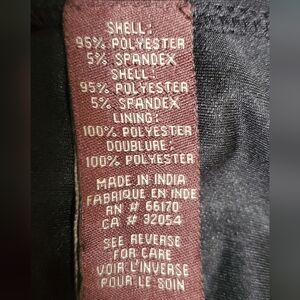 SHELL:
95% POLYESTER
5% SPANDEX
SHELL:
95% POLYESTER
5% SPANDEX
LINING:
100% POLYESTER
DOUBLURE:
100% POLYESTER
MADE IN INDIA
FABRIQUE EN INDE
RN # 66170
CA # 32054
SEE REVERSE
FOR CARE
VOIR L'INVERSE
POUR LE SOIN